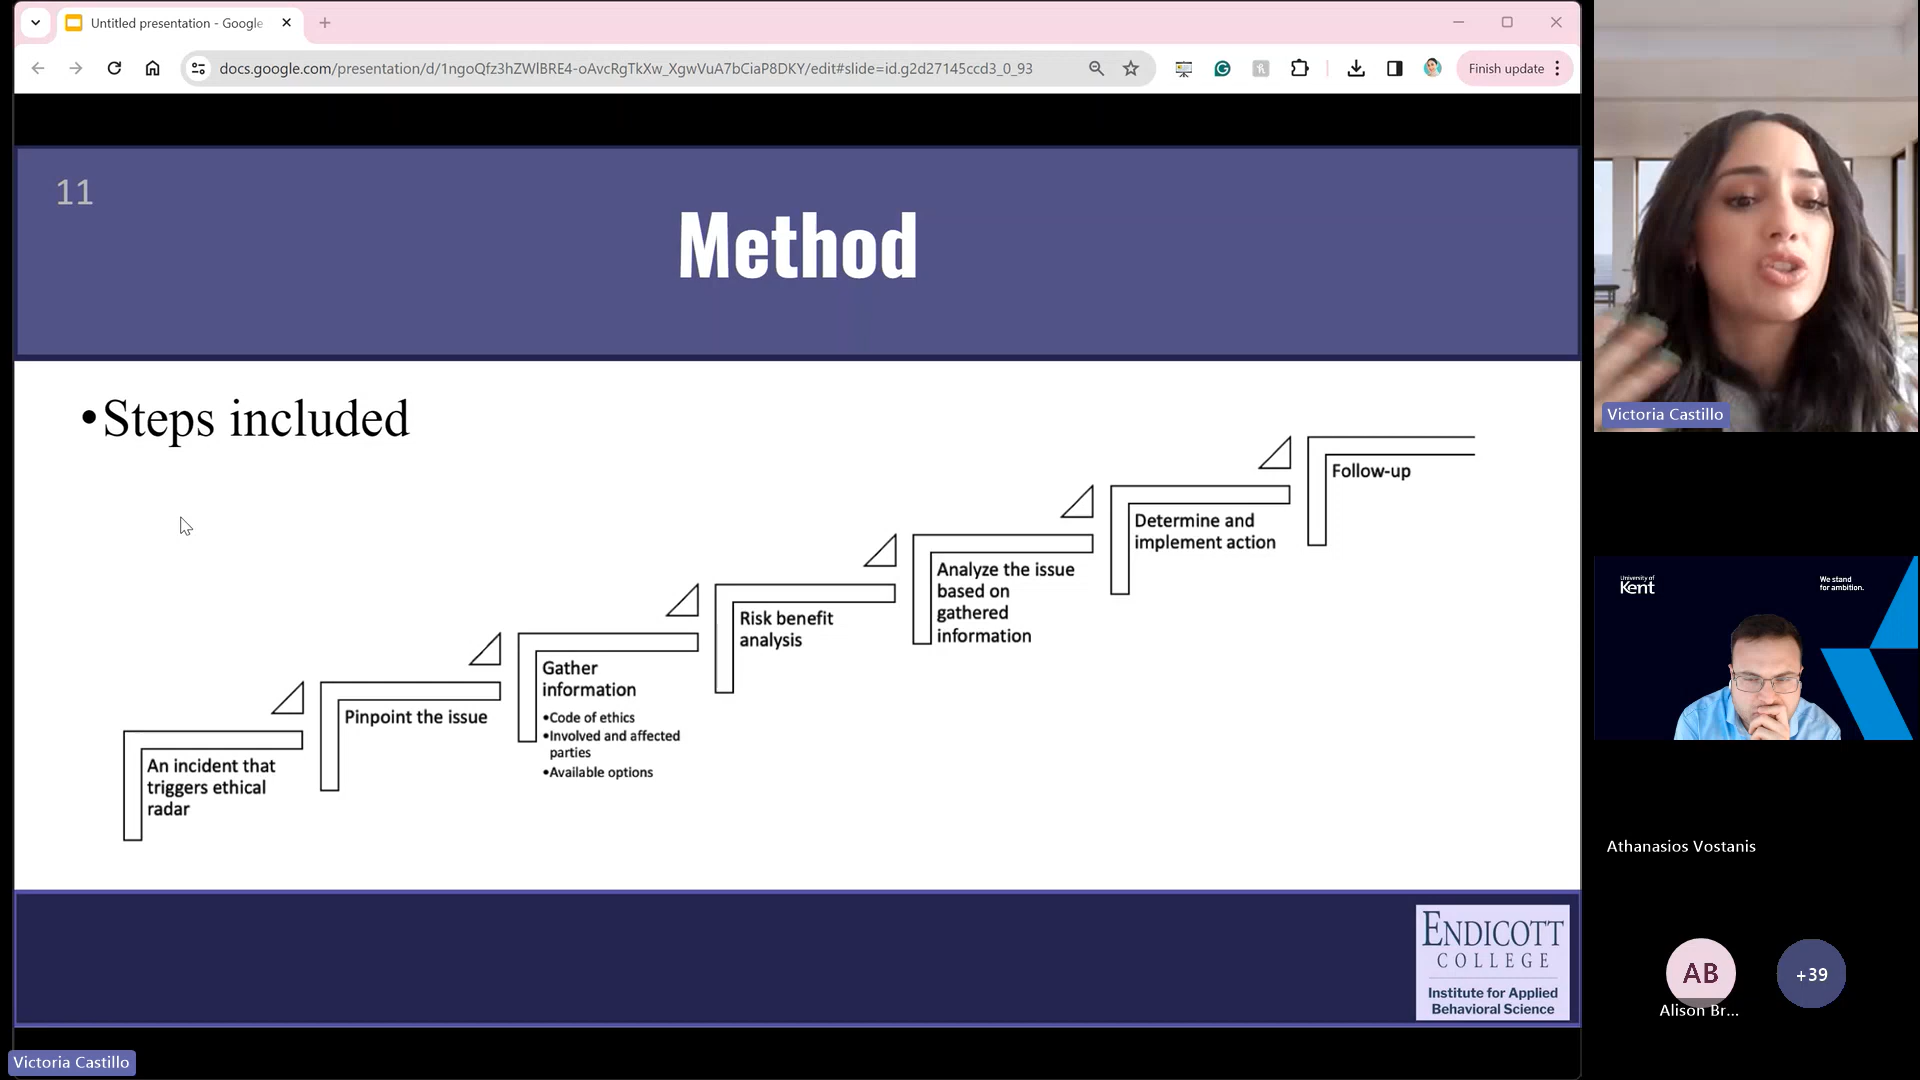 Untitled presentation - Google
docs.google.com/presentation/d/1ngoQfz3hZWlBRE4-oAvcRgTkXw_XgwVuA7bCiaP8DKY/edit#slide=id.g2d27145ccd3_0_93
Finish update
11
Method
•Steps included
An incident that
triggers ethical
radar
Pinpoint the issue
Gather
information
•Code of ethics
•Involved and affected
parties
•Available options
Risk benefit
analysis
Analyze the issue
based on
gathered
information
Determine and
implement action
Follow-up
ENDICOTT
COLLEGE
Institute for Applied
Behavioral Science
Victoria Castillo
Victoria Castillo
University of
Kent
We stand
for ambition.
Athanasios Vostanis
AB
Alison Br...
+39